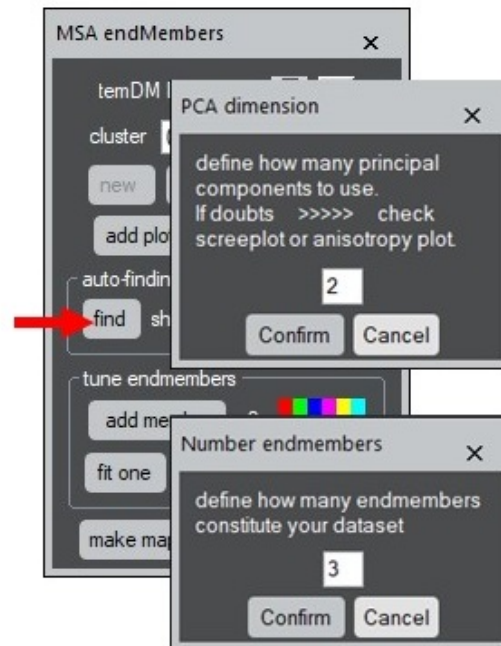 MSA endMembers
temDM
cluster
new
add plo
auto-findin
find sh
tune endmembers
add me
fit one
make ma
PCA dimension
define how many principal
components to use.
If doubts >>>>> check
screeplot or anisotropy plot.
2
Confirm Cancel
Number endmembers
define how many endmembers
constitute your dataset
3
Confirm Cancel